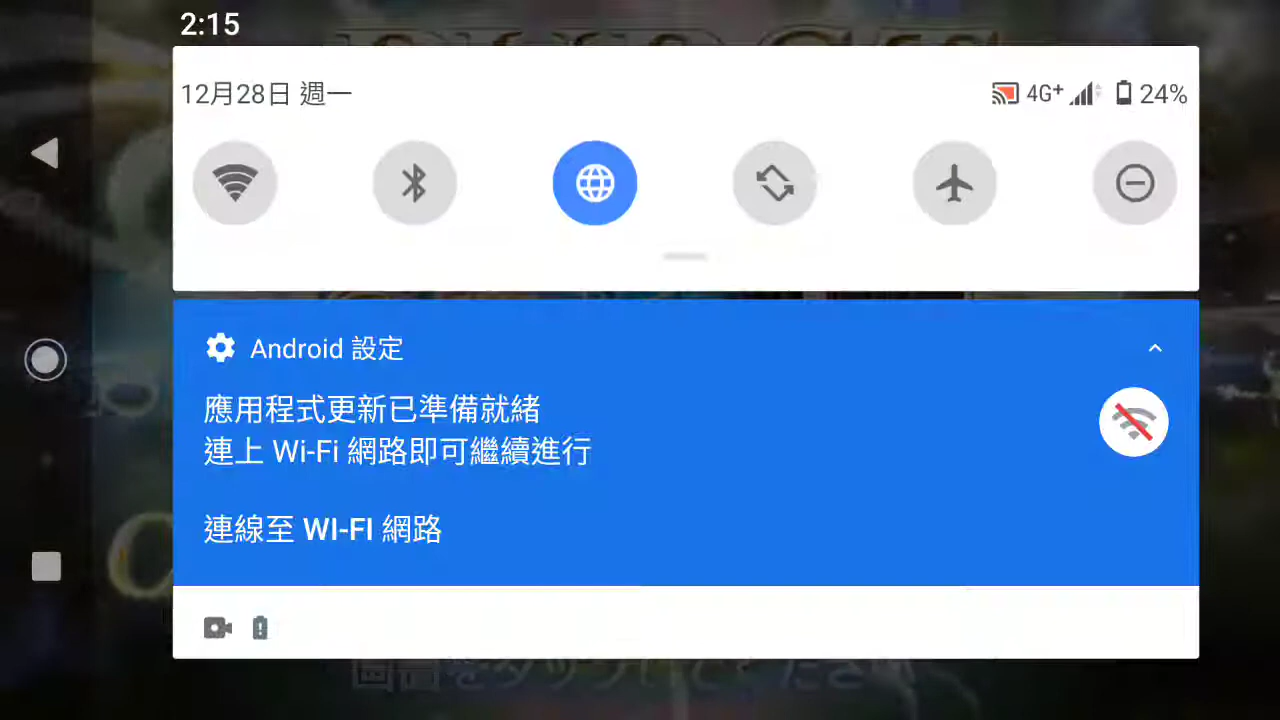 2:15
12月28日 週一
4G+ 24%
Android 設定
應用程式更新已準備就緒
連上 Wi-Fi 網路即可繼續進行
連線至 WI-FI 網路